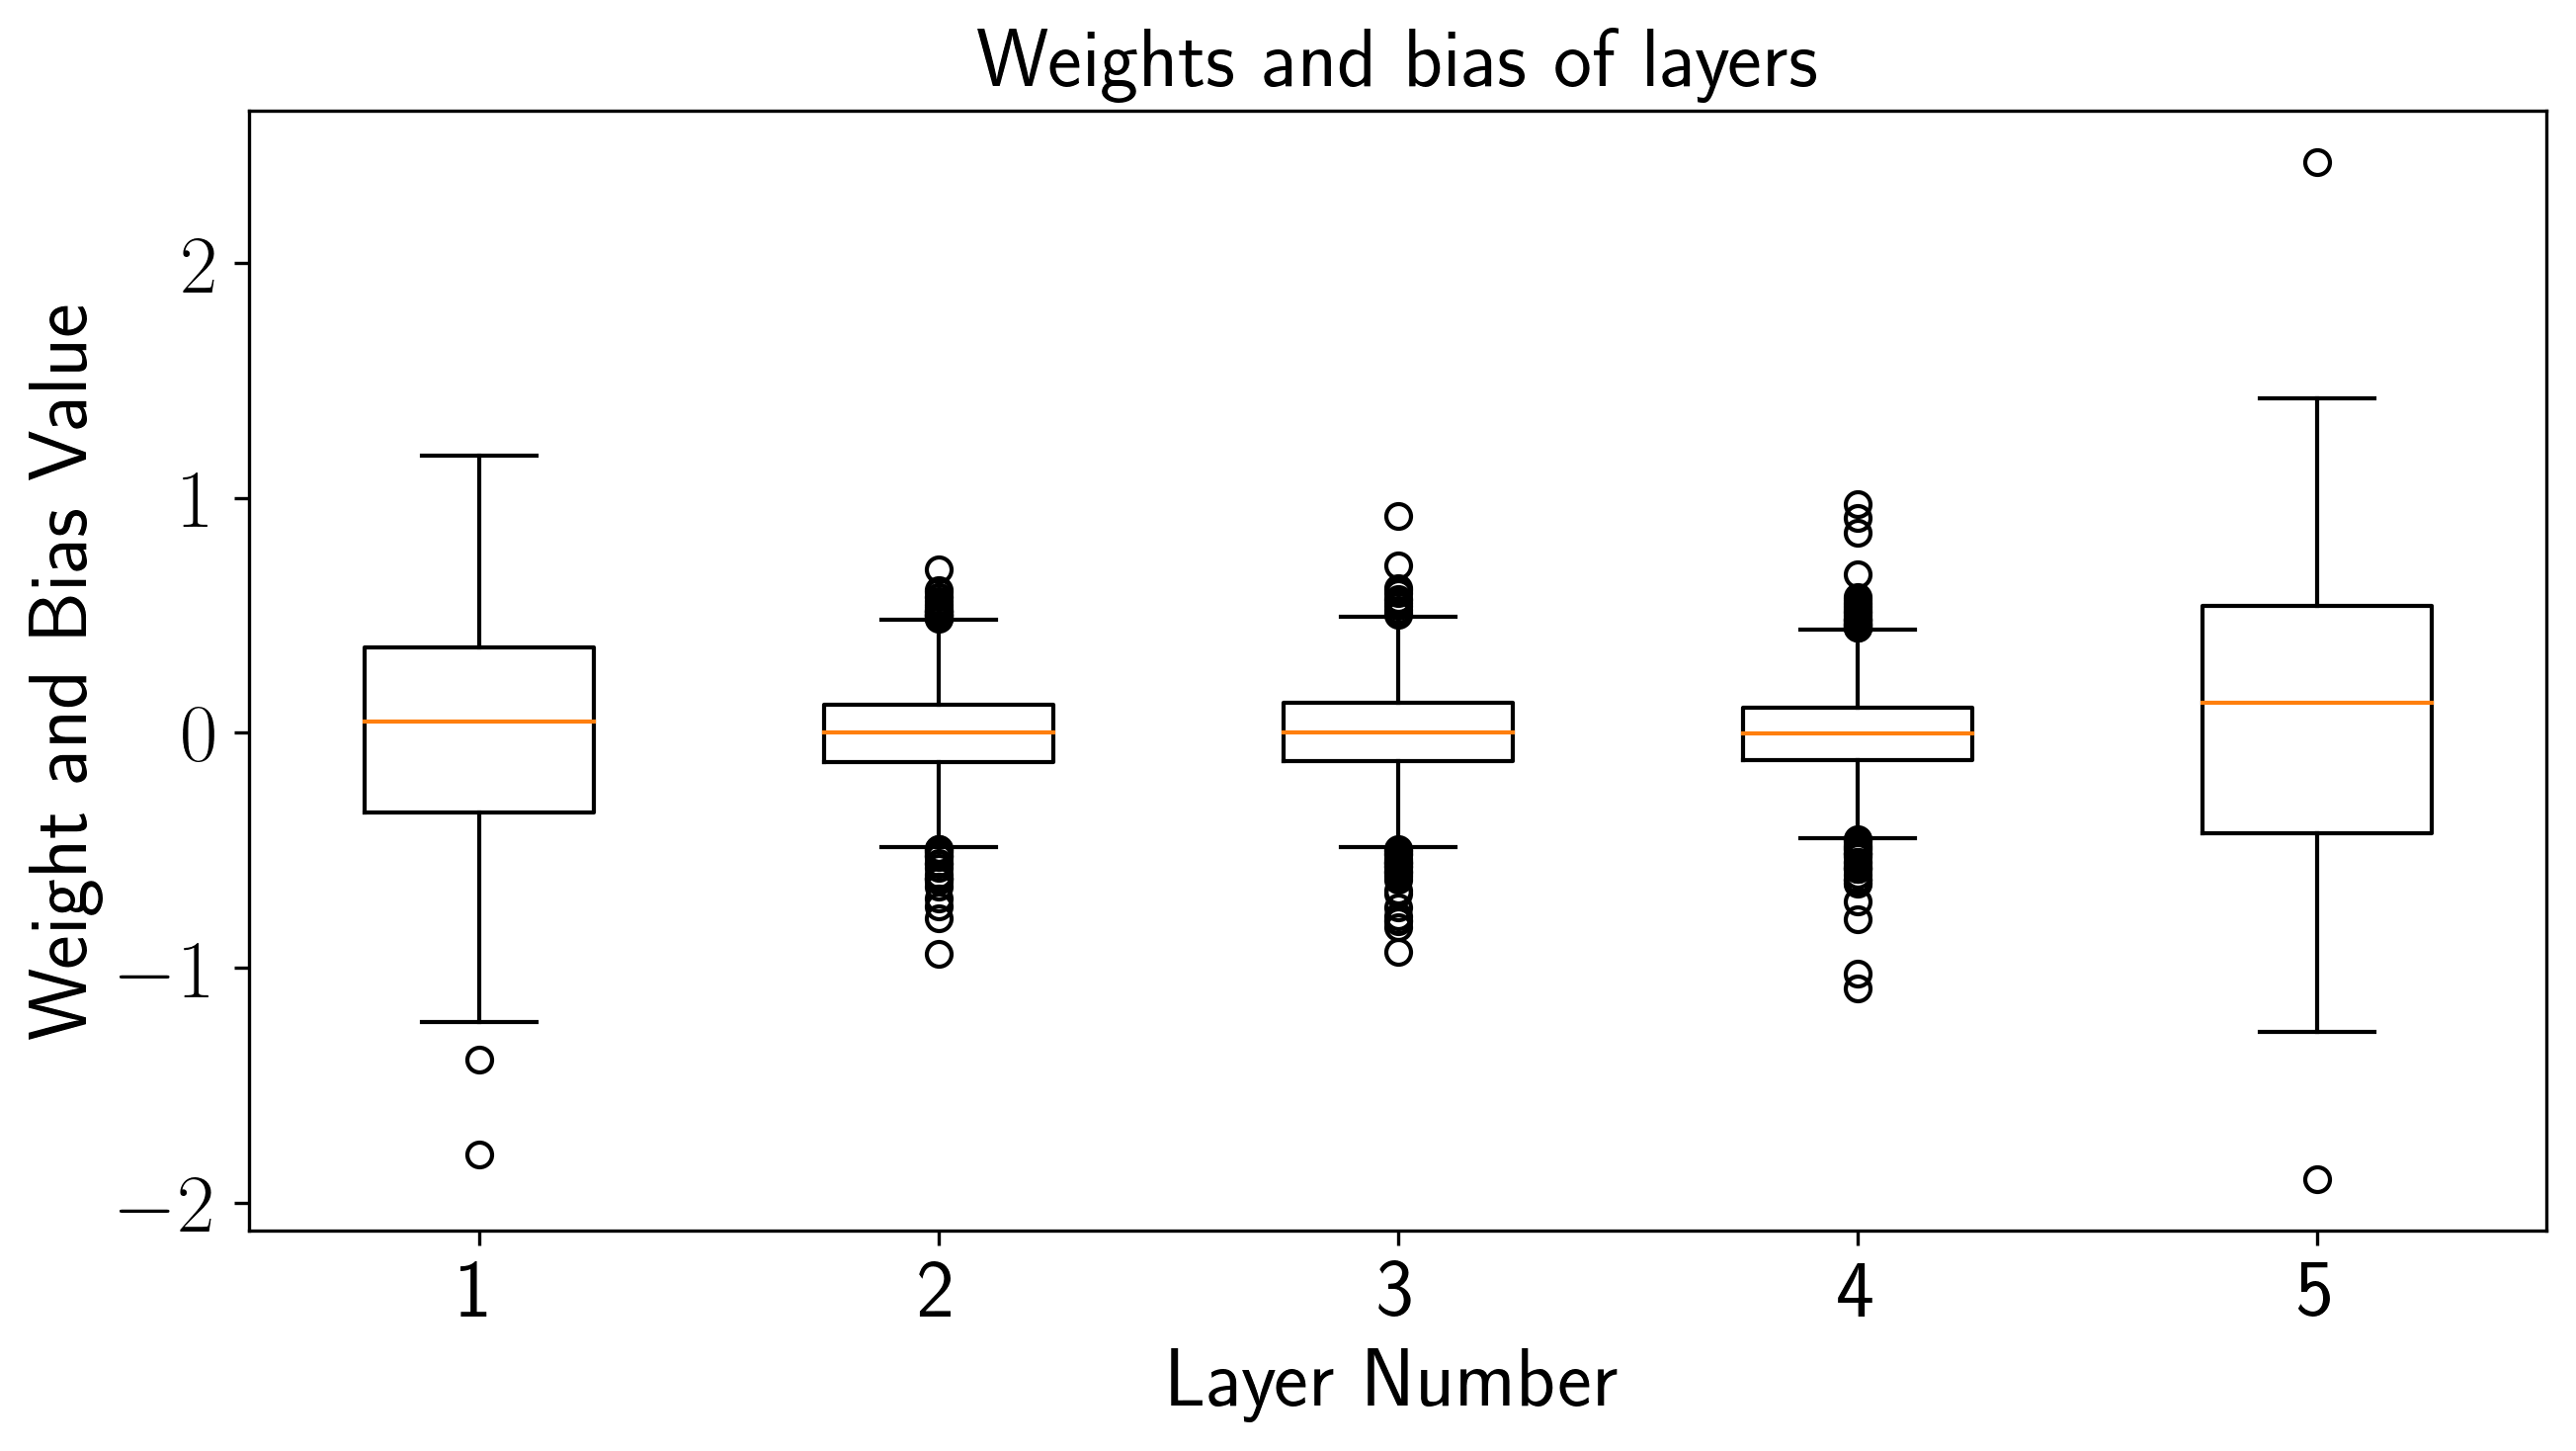 Weights and bias of layers
Weight and Bias Value
2
1
0
−1
−2
1 2 3 4 5
Layer Number